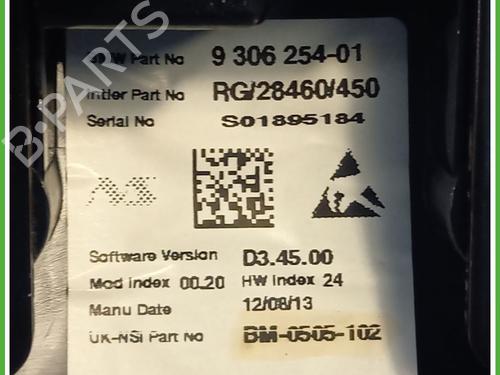 BMW Part No 9 306 254-01
Intier Part No RG/28460/450
Serial No S01895184
Software Version D3.45.00
Mod index 00.20 HW Index 24
Manu Date 12/08/13
UK-NSI Part No BM-0505-102
B-PARTS